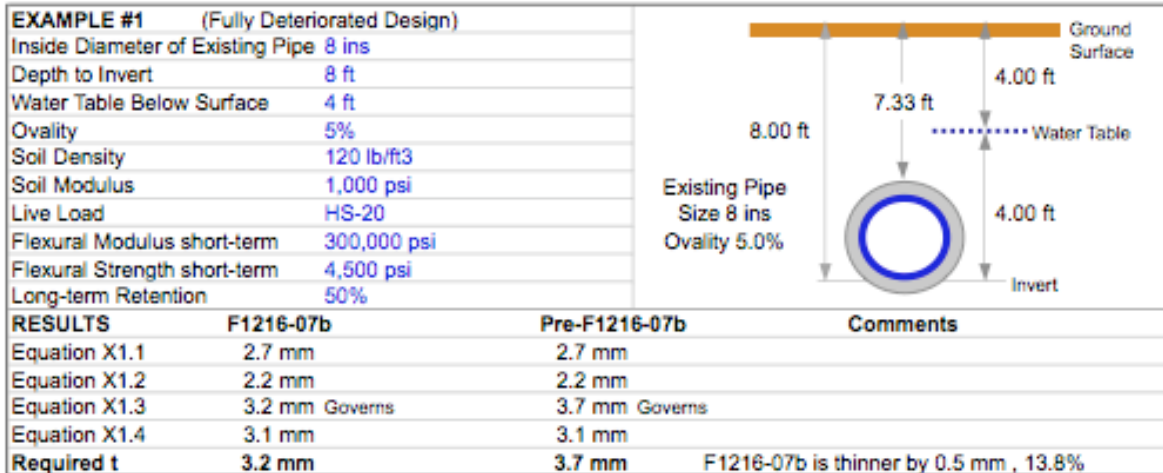 EXAMPLE #1 (Fully Deteriorated Design)
Inside Diameter of Existing Pipe 8 ins
Depth to Invert 8 ft
Water Table Below Surface 4 ft
Ovality 5%
Soil Density 120 lb/ft3
Soil Modulus 1,000 psi
Live Load HS-20
Flexural Modulus short-term 300,000 psi
Flexural Strength short-term 4,500 psi
Long-term Retention 50%
Ground
Surface
4.00 ft
7.33 ft
8.00 ft
Water Table
Existing Pipe
Size 8 ins
Ovality 5.0%
4.00 ft
Invert
RESULTS F1216-07b Pre-F1216-07b Comments
Equation X1.1 2.7 mm 2.7 mm
Equation X1.2 2.2 mm 2.2 mm
Equation X1.3 3.2 mm Governs 3.7 mm Governs
Equation X1.4 3.1 mm 3.1 mm
Required t 3.2 mm 3.7 mm F1216-07b is thinner by 0.5 mm , 13.8%